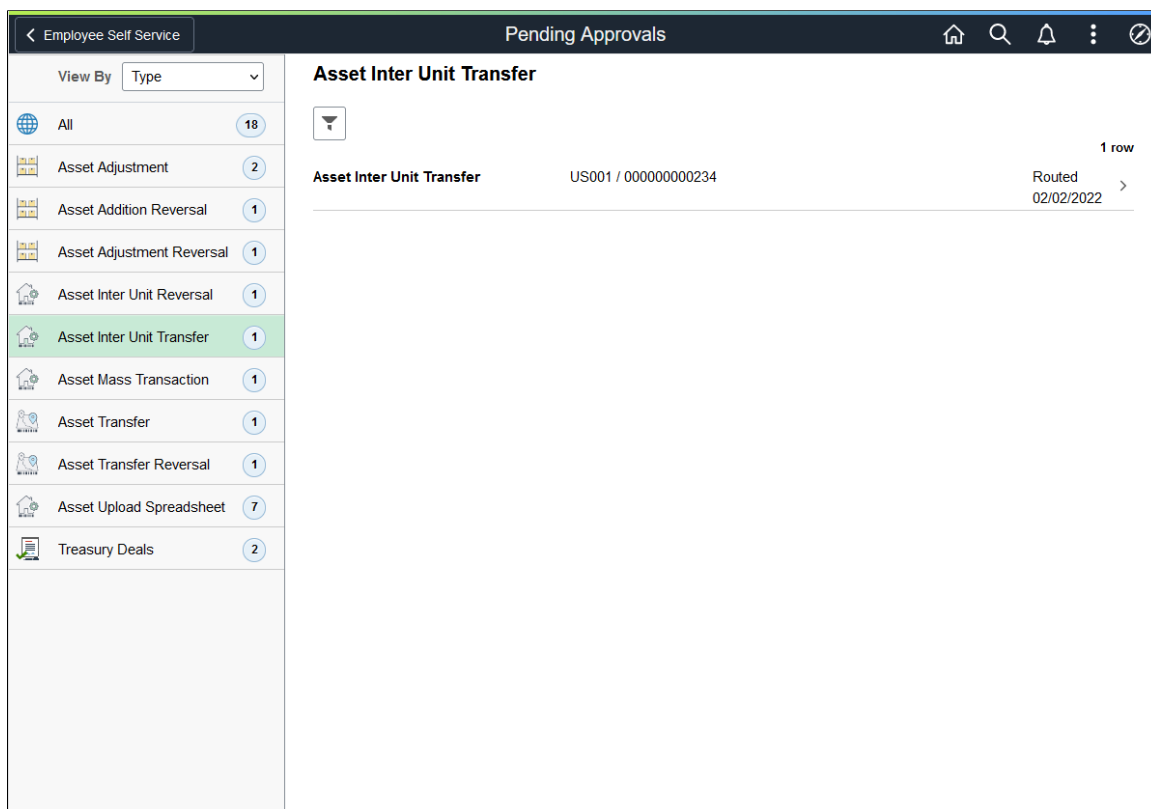 Employee Self Service
Pending Approvals
View By Type
Asset Inter Unit Transfer
All 18
Asset Adjustment 2
Asset Addition Reversal 1
Asset Adjustment Reversal 1
Asset Inter Unit Reversal 1
Asset Inter Unit Transfer 1
Asset Mass Transaction 1
Asset Transfer 1
Asset Transfer Reversal 1
Asset Upload Spreadsheet 7
Treasury Deals 2
1 row
Asset Inter Unit Transfer US001 / 000000000234 Routed
02/02/2022